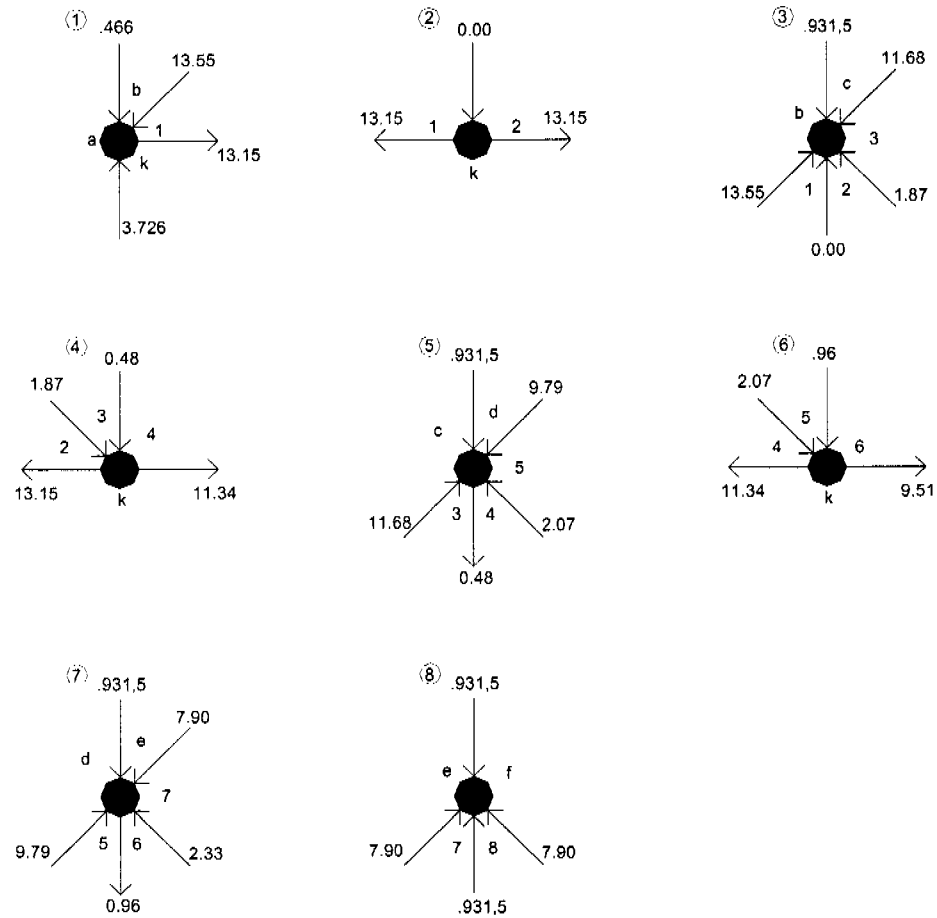 ① .466
13.55
b
a 1
k 13.15
3.726
② 0.00
13.15 1 2 13.15
k
③ .931,5
11.68
c
b
3
13.55 1 2 1.87
0.00
④ 0.48
1.87
3
4
2
13.15 k 11.34
⑤ .931,5
9.79
c d
5
11.68 3 4 2.07
0.48
⑥ .96
2.07
5
4 6
11.34 k 9.51
⑦ .931,5
7.90
d e
7
9.79 5 6 2.33
0.96
⑧ .931,5
e f
7.90 7 8 7.90
.931,5